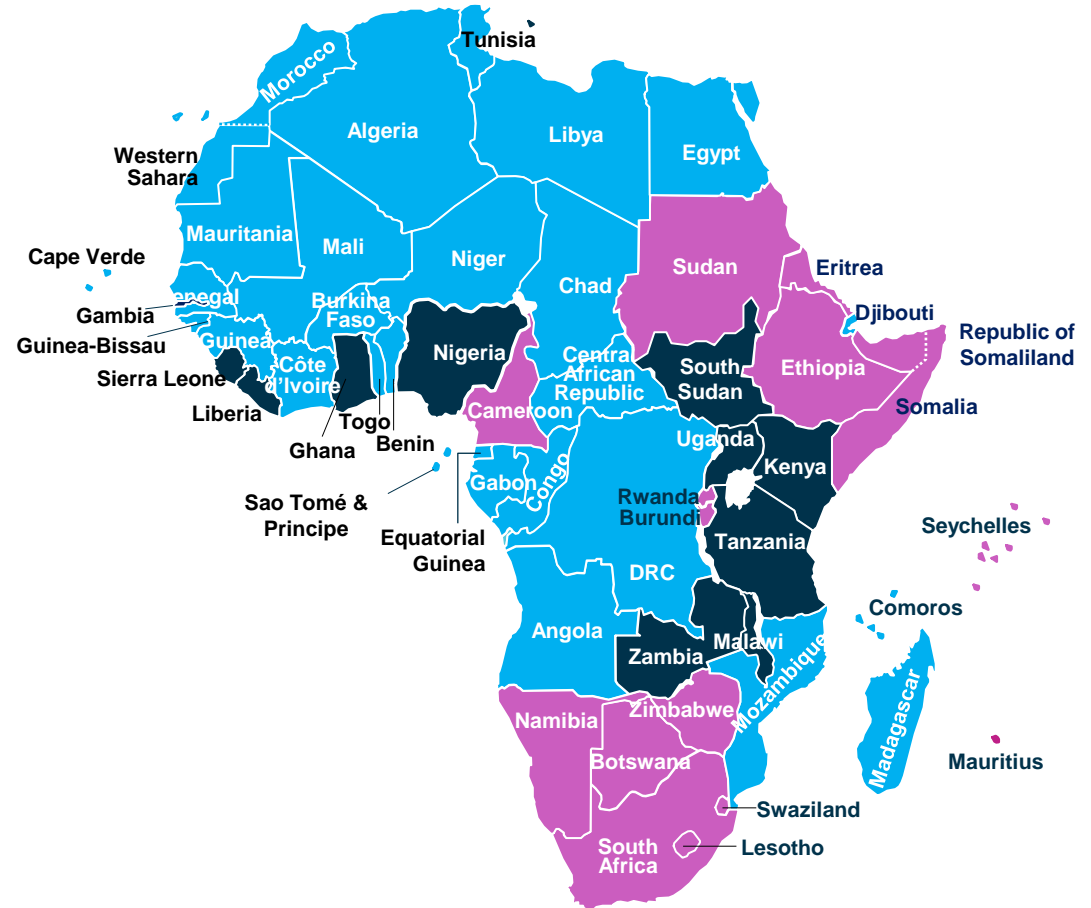 Tunisia
Morocco
Algeria
Libya
Egypt
Western
Sahara
Mauritania
Mali
Niger
Chad
Sudan
Eritrea
Cape Verde
enegal
Gambia
Guinea-Bissau
Guinea
Burkina
Faso
Djibouti
Republic of
Somaliland
Sierra Leone
Liberia
Côte
d'Ivoire
Ghana
Togo
Benin
Nigeria
Cameroon
Central
African
Republic
South
Sudan
Ethiopia
Somalia
Uganda
Kenya
Sao Tomé &
Principe
Equatorial
Guinea
Gabon
Congo
Rwanda
Burundi
Tanzania
DRC
Seychelles
Comoros
Angola
Zambia
Malawi
Mozambique
Madagascar
Mauritius
Namibia
Zimbabwe
Botswana
Swaziland
South
Africa
Lesotho